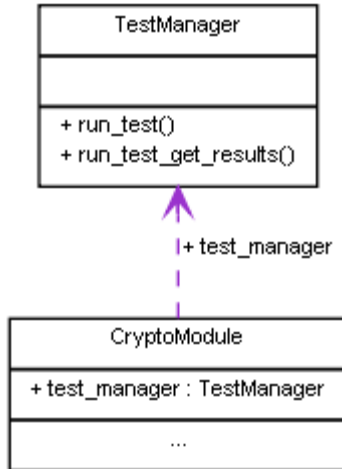 TestManager
+ run_test()
+ run_test_get_results()
+ test_manager
CryptoModule
+ test_manager : TestManager
...